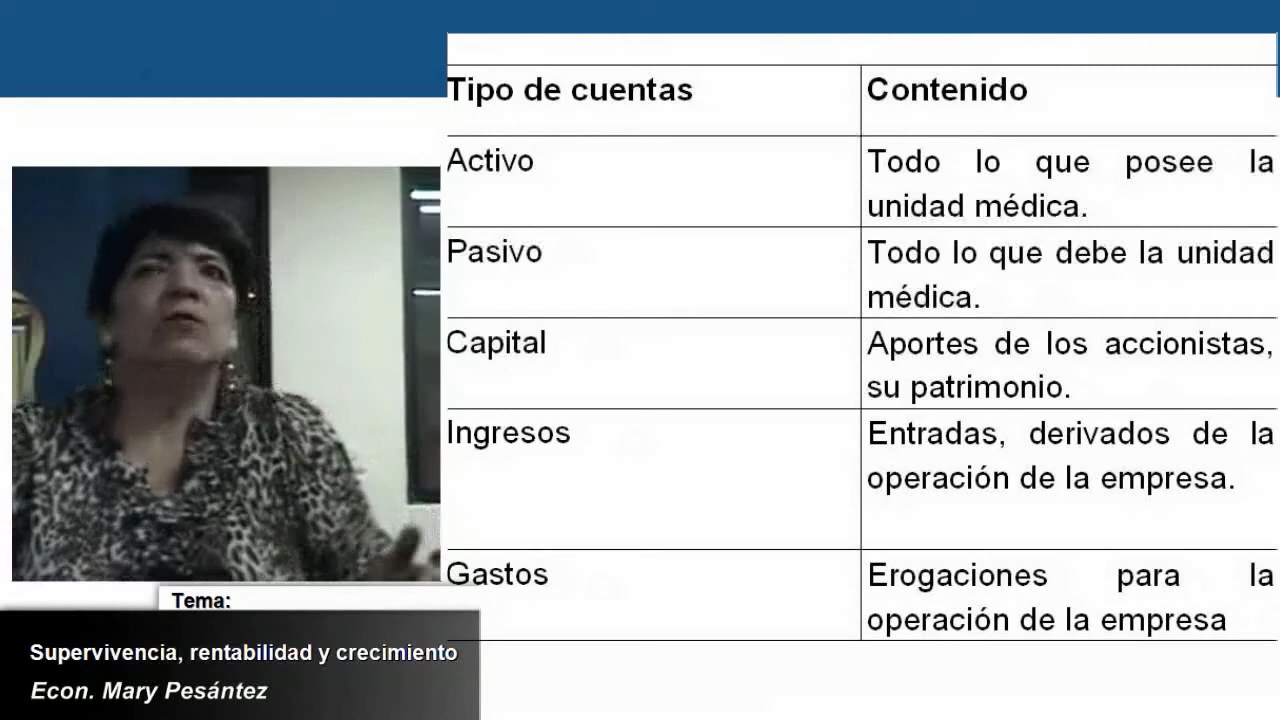 Tipo de cuentas
Contenido
Activo
Todo lo que posee la
unidad médica.
Pasivo
Todo lo que debe la unidad
médica.
Capital
Aportes de los accionistas,
su patrimonio.
Ingresos
Entradas, derivados de la
operación de la empresa.
Gastos
Erogaciones para la
operación de la empresa
Tema:
Supervivencia, rentabilidad y crecimiento
Econ. Mary Pesántez